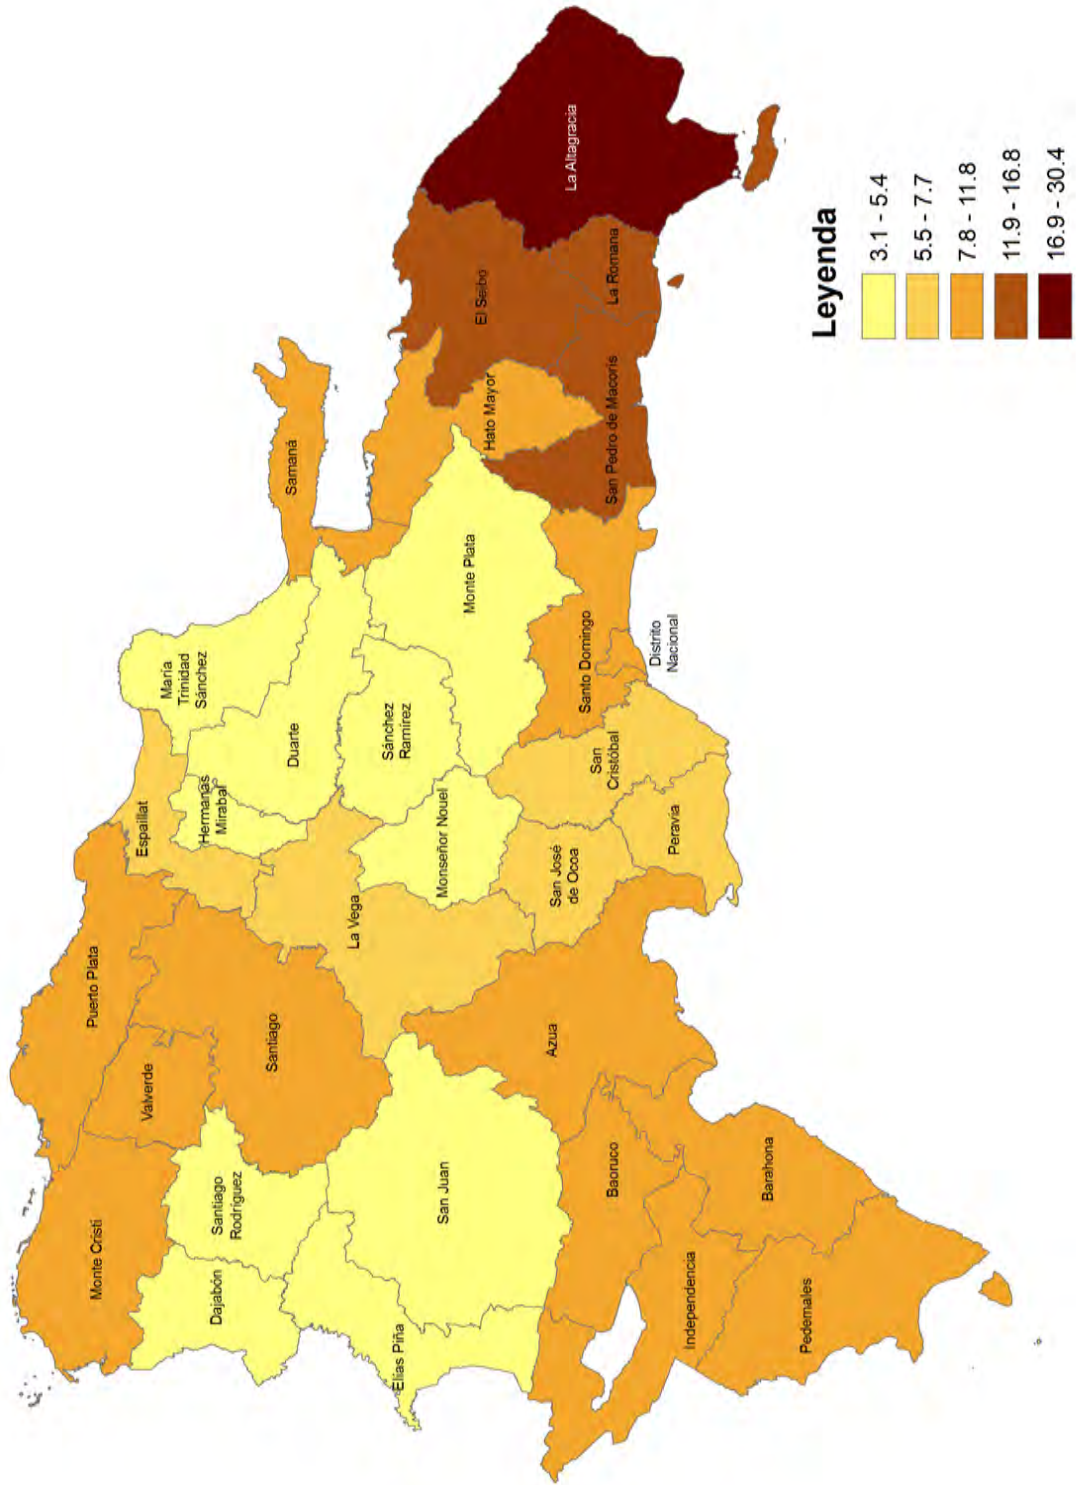 Puerto Plata
Monte Cristi
Valverde
Espaillat
María
Trinidad
Sánchez
Samaná
Dajabón
Santiago
Rodríguez
Santiago
Hermanas
Mirabal
Duarte
La Vega
Sánchez
Ramírez
Elías Piña
San Juan
Monseñor Nouel
Monte Plata
Hato Mayor
El Seibo
La Altagracia
Azua
San José
de Ocoa
San
Cristóbal
Santo Domingo
San Pedro de Macorís
La Romana
Baoruco
Peravia
Distrito
Nacional
Independencia
Barahona
Pedernales
Leyenda
3.1 - 5.4
5.5 - 7.7
7.8 - 11.8
11.9 - 16.8
16.9 - 30.4